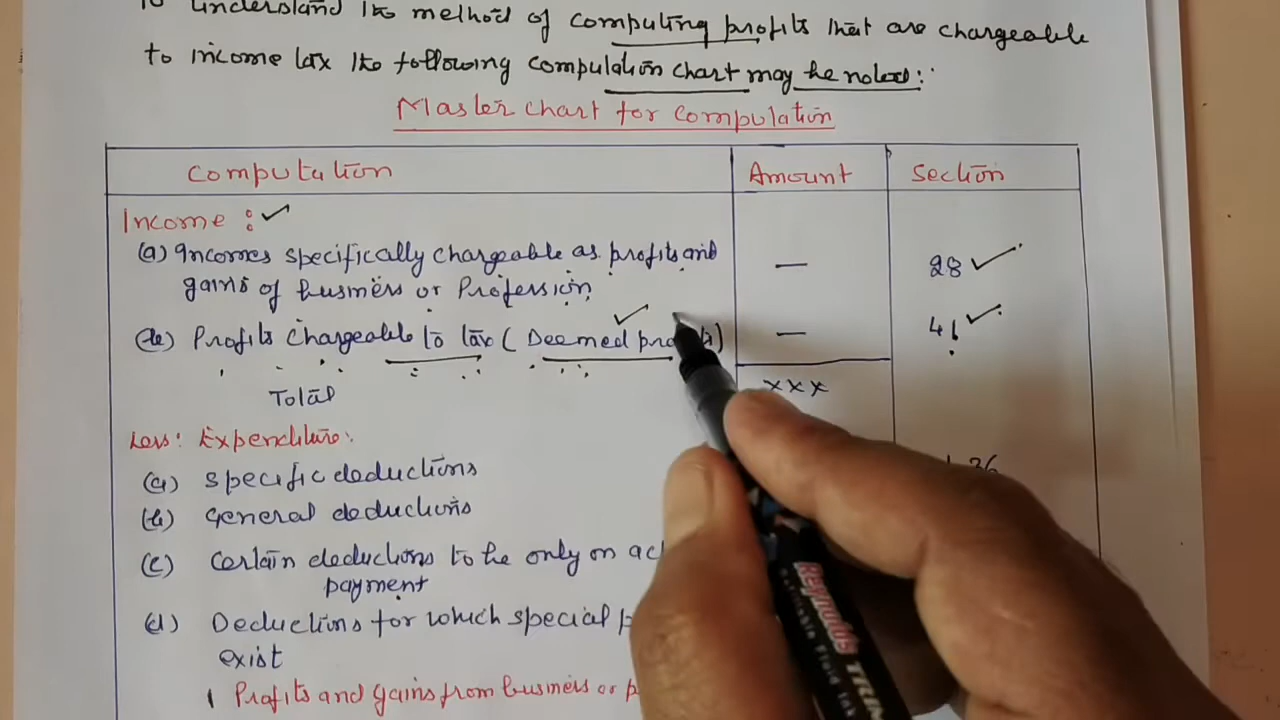 To understand the method of computing profits that are chargeable
to income tax the following computation chart may be noted:
Master chart for computation
Computation Amount Section
Income :
(a) Incomes specifically chargeable as profits and
gains of business or Profession
— 28
(b) Profits chargeable to tax ( Deemed
— 41
Total
xxx
Less: Expenditure:
(a) Specific deductions
36
(b) General deductions
(c) Certain deductions to be only on
payment
(d) Deductions for which special
exist
Profits and gains from business or
Reynolds
TRIM